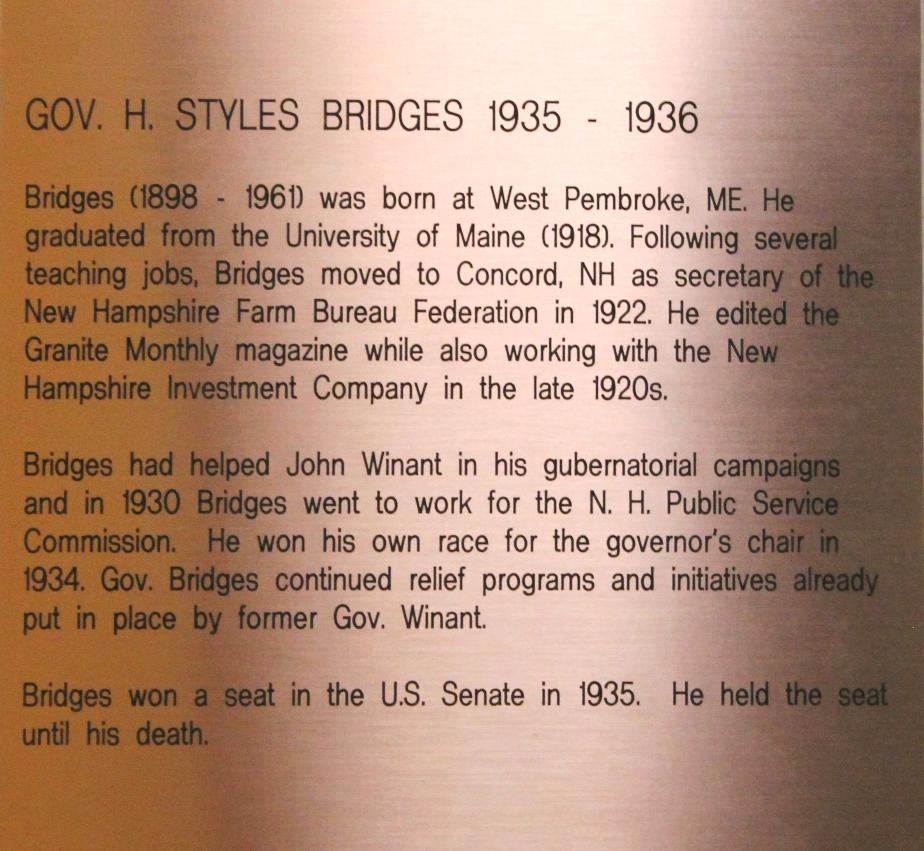 GOV. H. STYLES BRIDGES 1935 - 1936
Bridges (1898 - 1961) was born at West Pembroke, ME. He
graduated from the University of Maine (1918). Following several
teaching jobs, Bridges moved to Concord, NH as secretary of the
New Hampshire Farm Bureau Federation in 1922. He edited the
Granite Monthly magazine while also working with the New
Hampshire Investment Company in the late 1920s.
Bridges had helped John Winant in his gubernatorial campaigns
and in 1930 Bridges went to work for the N. H. Public Service
Commission. He won his own race for the governor's chair in
1934. Gov. Bridges continued relief programs and initiatives already
put in place by former Gov. Winant.
Bridges won a seat in the U.S. Senate in 1935. He held the seat
until his death.